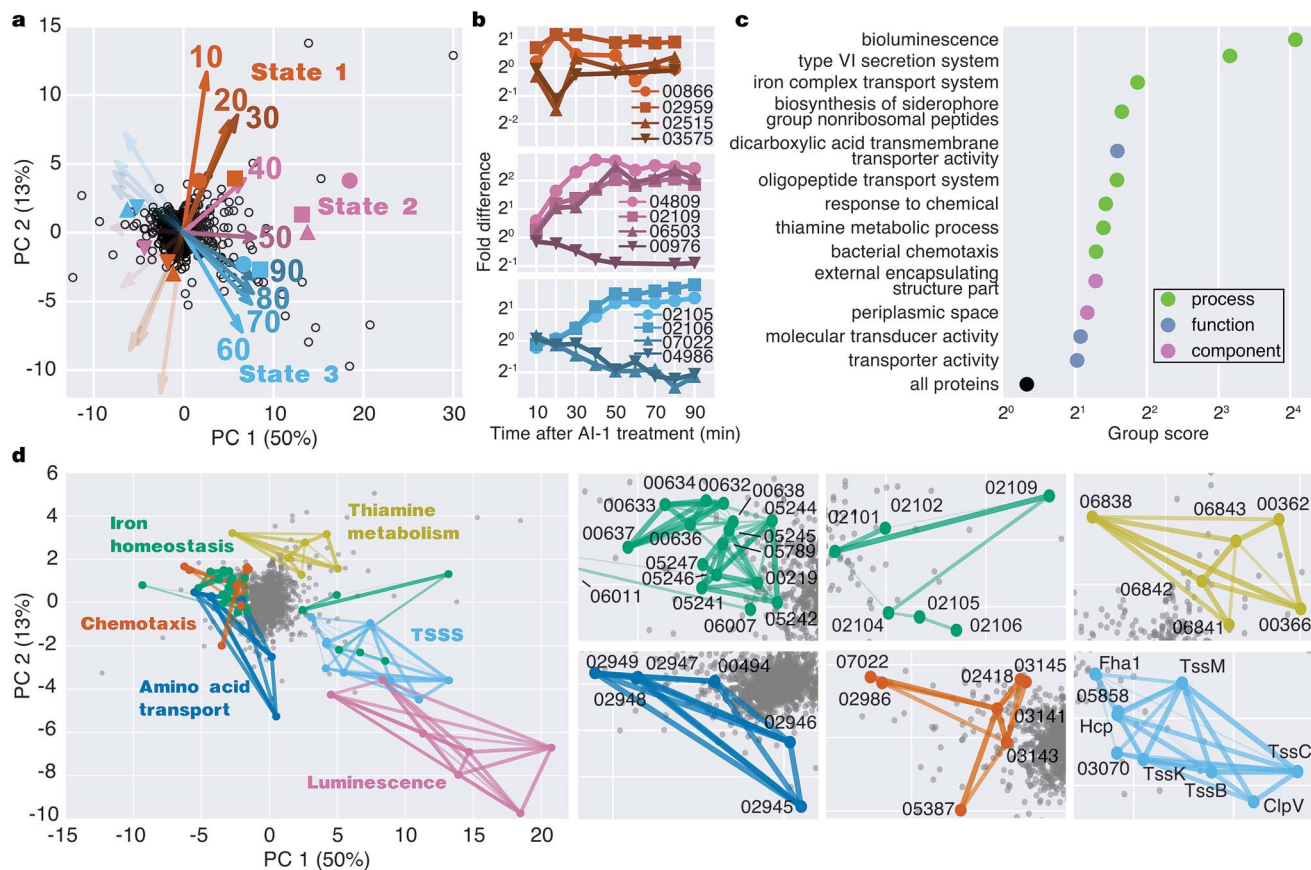 a
15
10
5
0
-5
-10
PC 2 (13%)
-10
0
10
20
30
PC 1 (50%)
10
State 1
20
30
40
State 2
50
90
80
70
60
State 3
b
Fold difference
2¹
2⁰
2⁻¹
2⁻²
00866
02959
02515
03575
2²
2¹
2⁰
2⁻¹
04809
02109
06503
00976
2¹
2⁰
2⁻¹
02105
02106
07022
04986
10
30
50
70
90
Time after AI-1 treatment (min)
c
bioluminescence
type VI secretion system
iron complex transport system
biosynthesis of siderophore
group nonribosomal peptides
dicarboxylic acid transmembrane
transporter activity
oligopeptide transport system
response to chemical
thiamine metabolic process
bacterial chemotaxis
external encapsulating
structure part
periplasmic space
molecular transducer activity
transporter activity
all proteins
process
function
component
2⁰
2¹
2²
2³
2⁴
Group score
d
6
4
2
0
-2
-4
-6
-8
-10
PC 2 (13%)
-15
-10
-5
0
5
10
15
20
PC 1 (50%)
Iron
homeostasis
Thiamine
metabolism
Chemotaxis
TSSS
Amino acid
transport
Luminescence
00634
00632
00638
00633
05244
00637
00636
05245
05789
05247
05246
00219
06011
05241
06007
05242
02109
02102
02101
02105
02104
02106
06838
06843
00362
06842
06841
00366
02949
02947
00494
02948
02946
02945
07022
02418
03145
02986
03141
03143
05387
Fha1
TssM
05858
Hcp
TssC
03070
TssK
TssB
ClpV